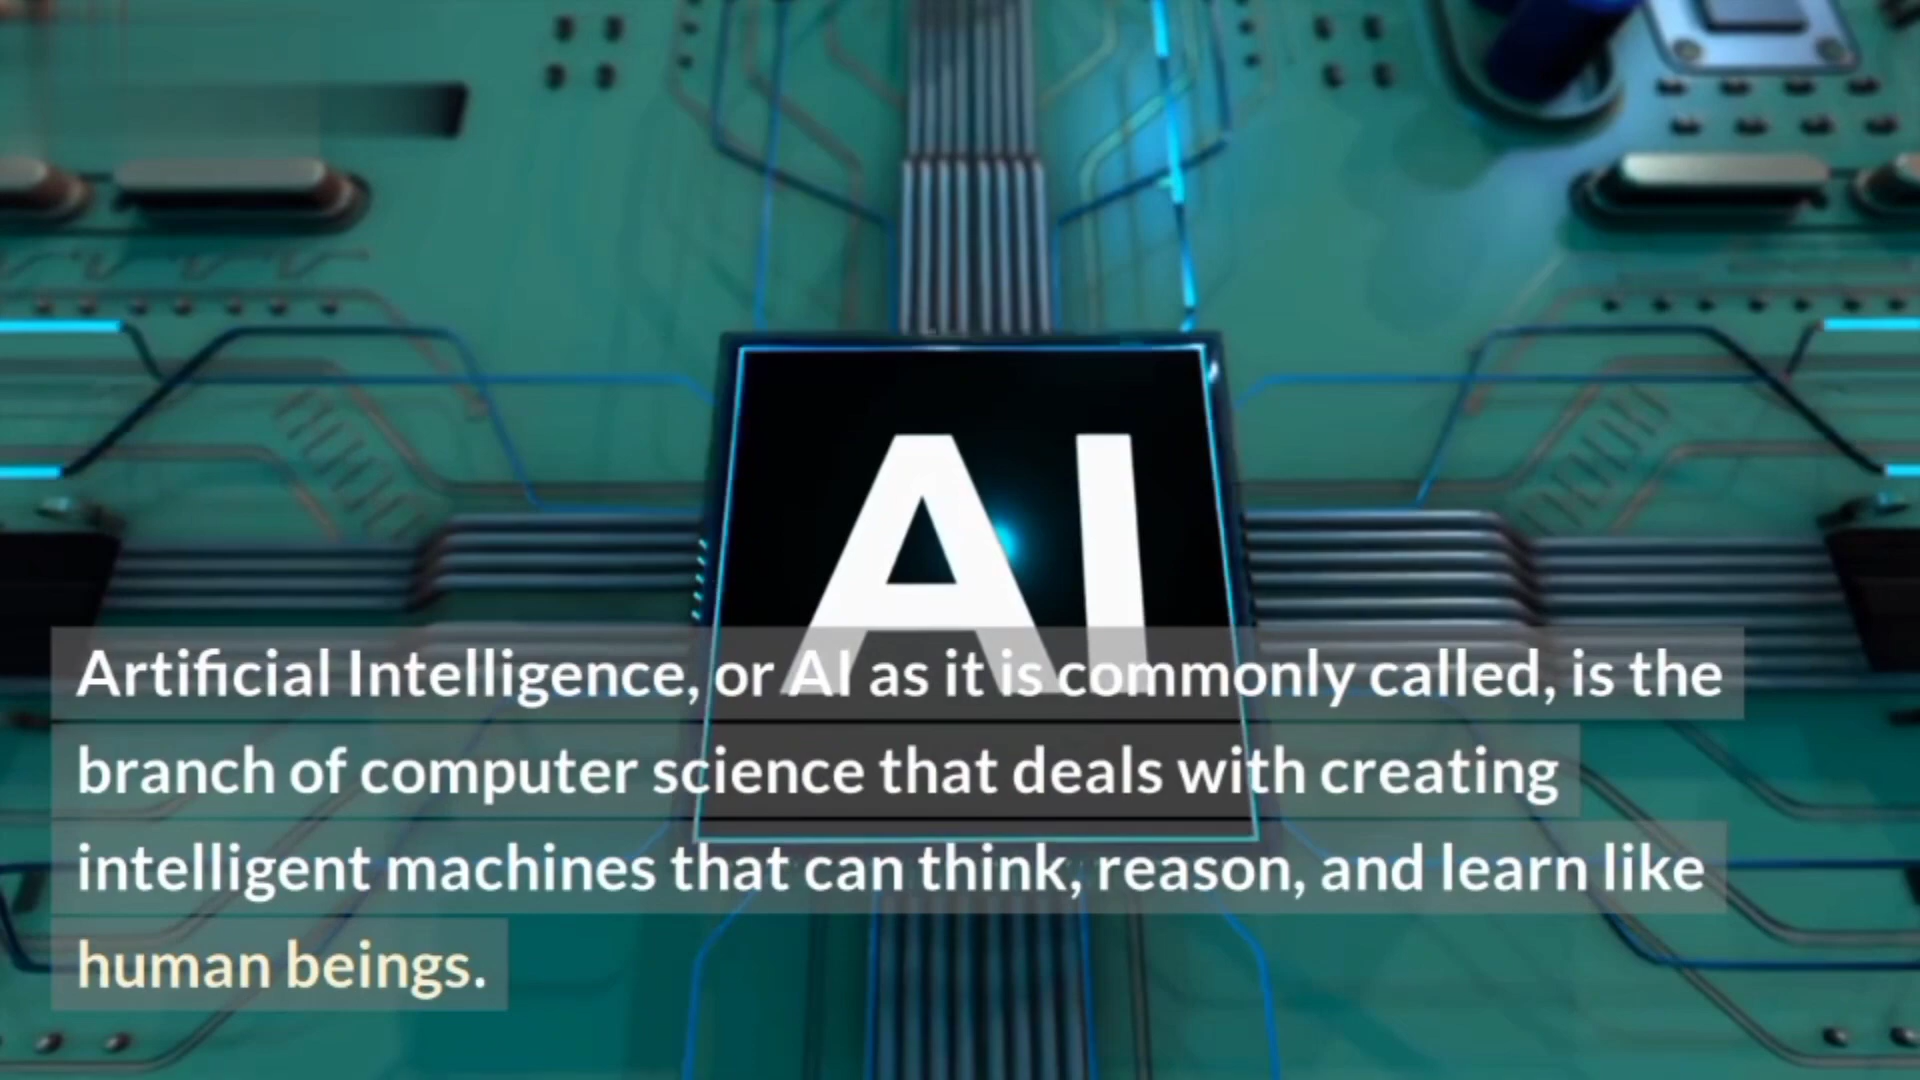 AI
Artificial Intelligence, or AI as it is commonly called, is the
branch of computer science that deals with creating
intelligent machines that can think, reason, and learn like
human beings.